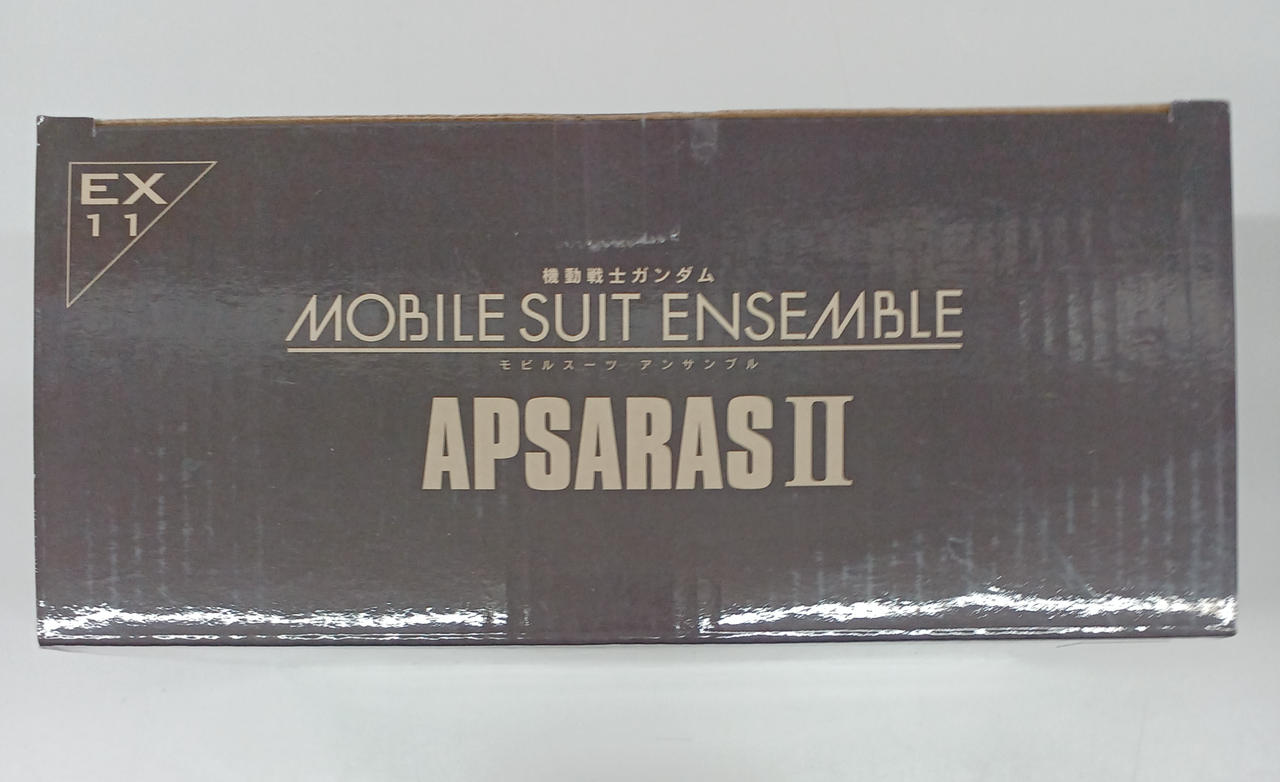 EX
11
機動戦士ガンダム
MOBILE SUIT ENSEMBLE
モビルスーツ アンサンブル
APSARAS II